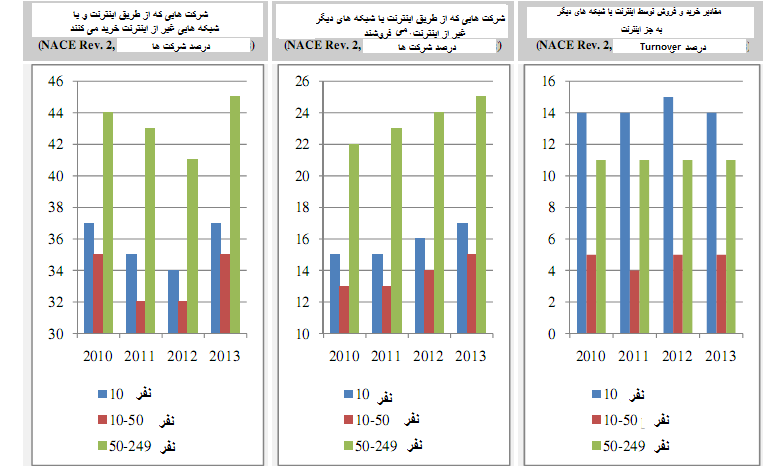 شرکت هایی که از طریق اینترنت و یا
شبکه هایی غیر از اینترنت خرید می کنند
(NACE Rev. 2, درصد شرکت ها)
46
44
42
40
38
36
34
32
30
2010 2011 2012 2013
10 نفر
10-50 نفر
50-249 نفر
شرکت هایی که از طریق اینترنت یا شبکه های دیگر
غیر از اینترنت می فروشند
(NACE Rev. 2, درصد شرکت ها)
26
24
22
20
18
16
14
12
10
2010 2011 2012 2013
10 نفر
10-50 نفر
50-249 نفر
مقادیر خرید و فروش توسط اینترنت یا شبکه های دیگر
به جز اینترنت
(NACE Rev. 2, درصد Turnover
16
14
12
10
8
6
4
2
0
2010 2011 2012 2013
10 نفر
10-50 نفر
50-249 نفر